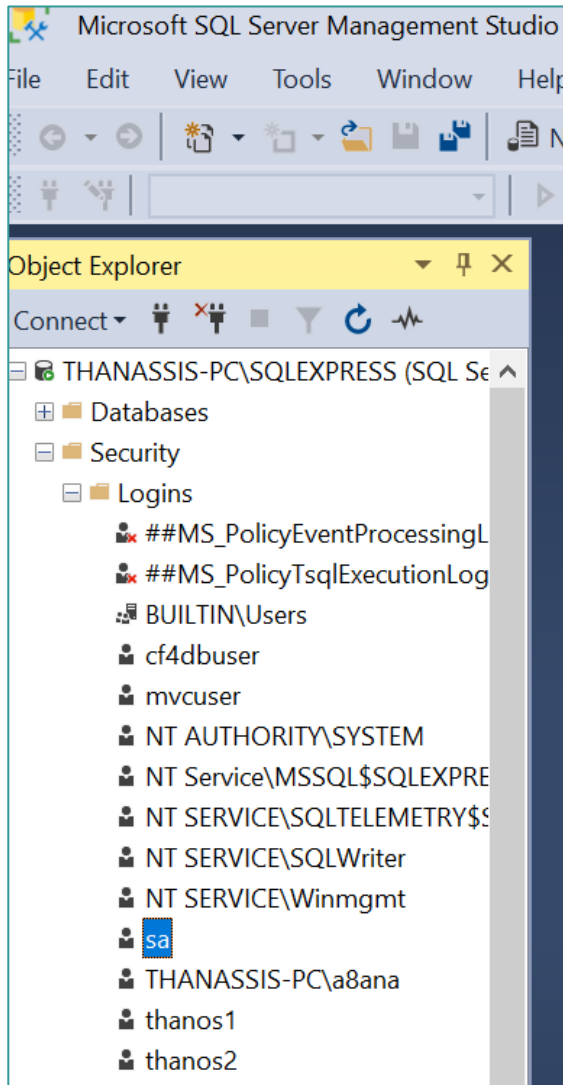 Microsoft SQL Server Management Studio
File Edit View Tools Window Help
N
Object Explorer
Connect
THANASSIS-PC\SQLEXPRESS (SQL Se
Databases
Security
Logins
##MS_PolicyEventProcessingL
##MS_PolicyTsqlExecutionLog
BUILTIN\Users
cf4dbuser
mvcuser
NT AUTHORITY\SYSTEM
NT Service\MSSQL$SQLEXPRE
NT SERVICE\SQLTELEMETRY$S
NT SERVICE\SQLWriter
NT SERVICE\Winmgmt
sa
THANASSIS-PC\a8ana
thanos1
thanos2